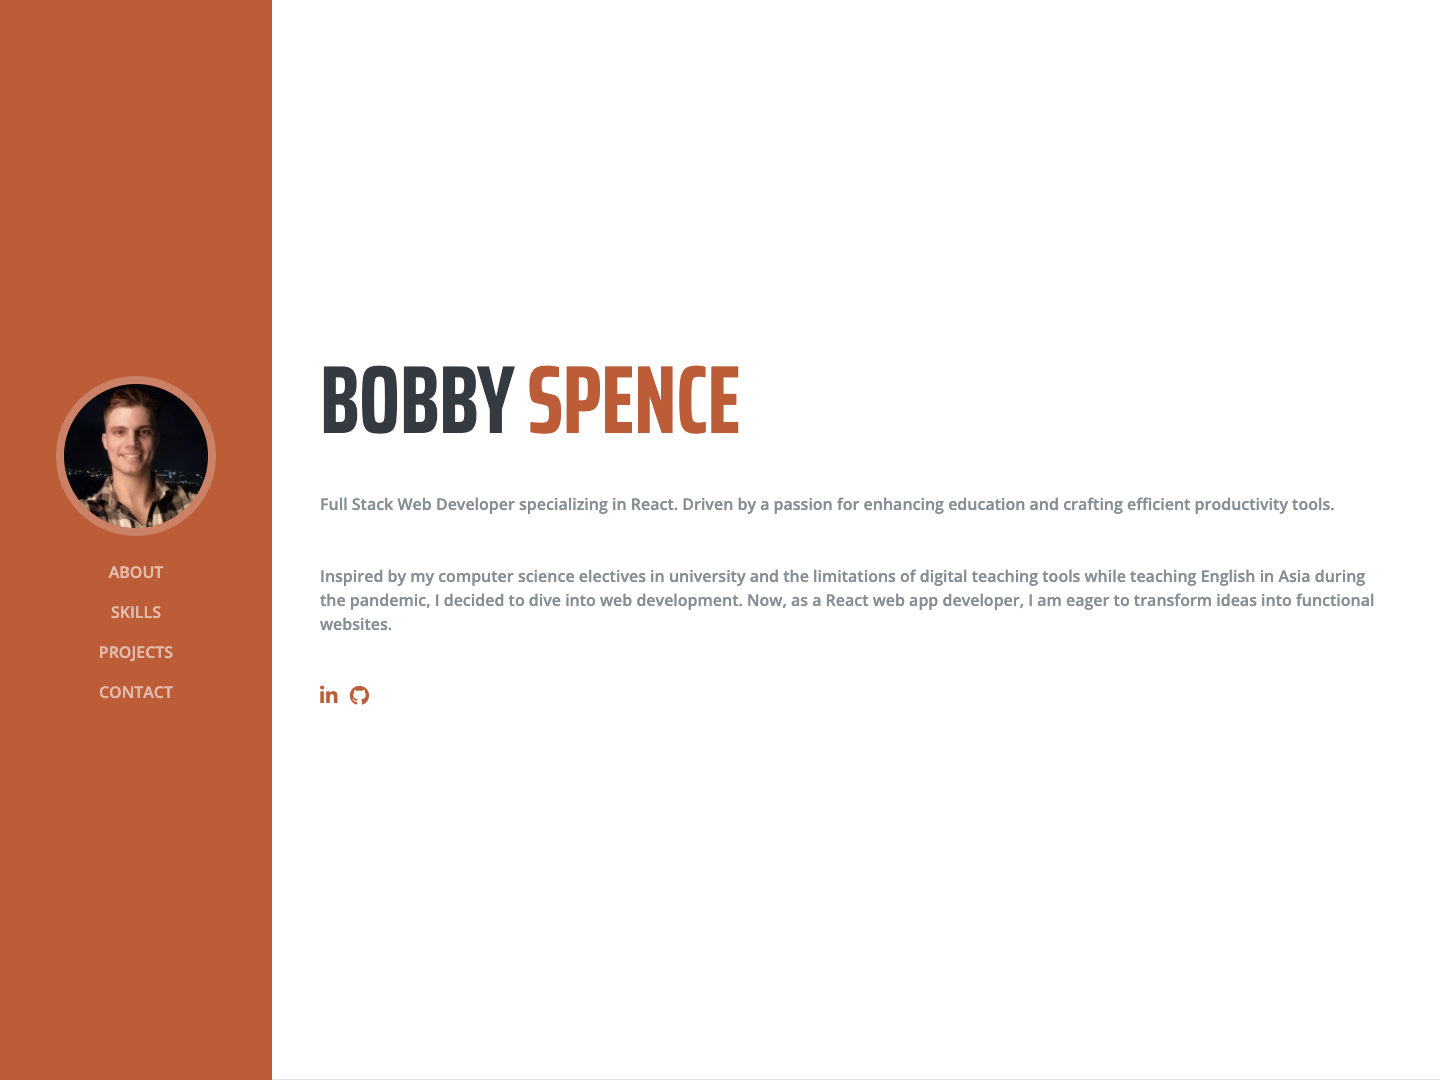 ABOUT
SKILLS
PROJECTS
CONTACT
BOBBY SPENCE
Full Stack Web Developer specializing in React. Driven by a passion for enhancing education and crafting efficient productivity tools.
Inspired by my computer science electives in university and the limitations of digital teaching tools while teaching English in Asia during
the pandemic, I decided to dive into web development. Now, as a React web app developer, I am eager to transform ideas into functional
websites.
in